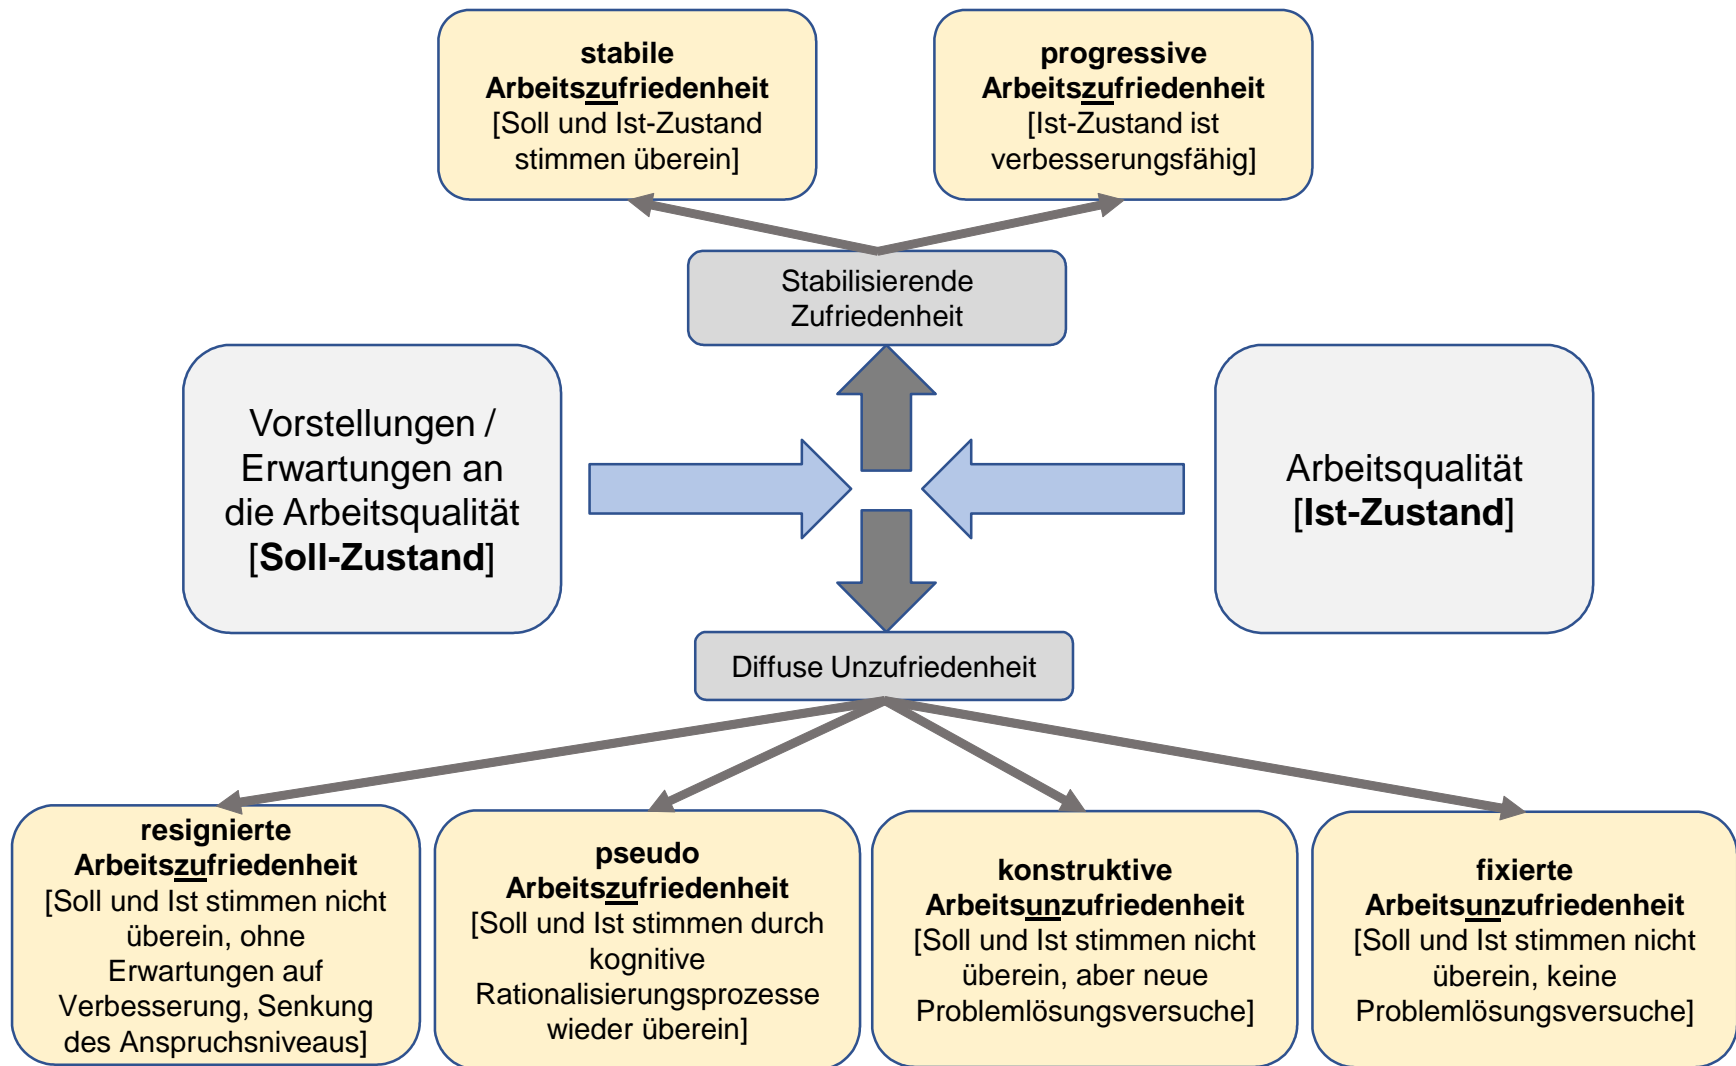 stabile
Arbeitszufriedenheit
[Soll und Ist-Zustand
stimmen überein]
progressive
Arbeitszufriedenheit
[Ist-Zustand ist
verbesserungsfähig]
Stabilisierende
Zufriedenheit
Vorstellungen /
Erwartungen an
die Arbeitsqualität
[Soll-Zustand]
Arbeitsqualität
[Ist-Zustand]
Diffuse Unzufriedenheit
resignierte
Arbeitszufriedenheit
[Soll und Ist stimmen nicht
überein, ohne
Erwartungen auf
Verbesserung, Senkung
des Anspruchsniveaus]
pseudo
Arbeitszufriedenheit
[Soll und Ist stimmen durch
kognitive
Rationalisierungsprozesse
wieder überein]
konstruktive
Arbeitsunzufriedenheit
[Soll und Ist stimmen nicht
überein, aber neue
Problemlösungsversuche]
fixierte
Arbeitsunzufriedenheit
[Soll und Ist stimmen nicht
überein, keine
Problemlösungsversuche]